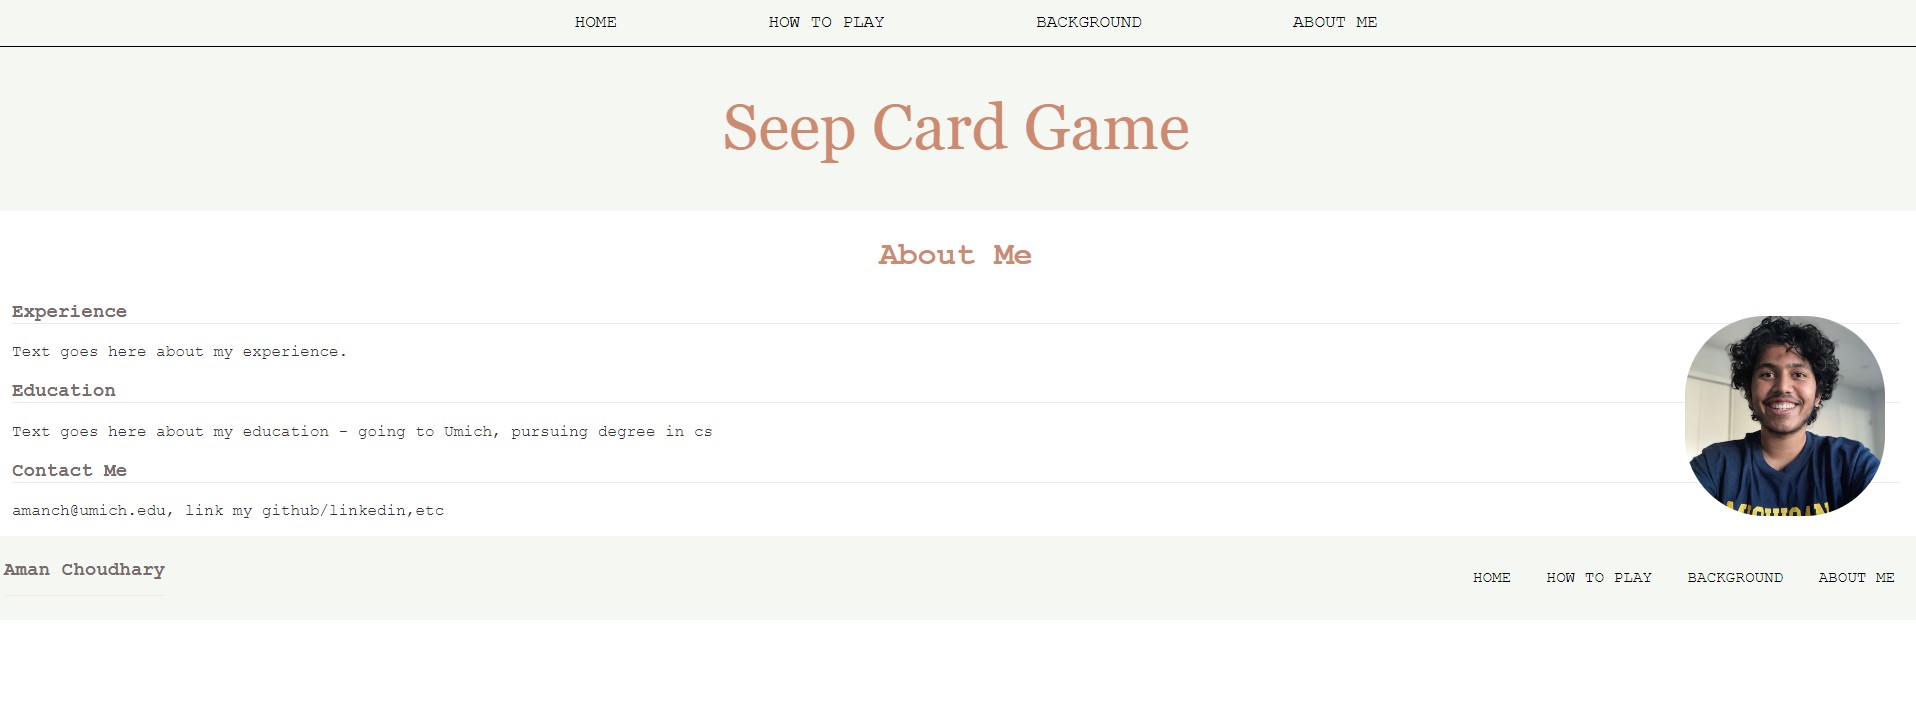 HOME HOW TO PLAY BACKGROUND ABOUT ME
Seep Card Game
About Me
Experience
Text goes here about my experience.
Education
Text goes here about my education - going to Umich, pursuing degree in cs
Contact Me
amanch@umich.edu, link my github/linkedin,etc
MICHIGAN
Aman Choudhary
HOME HOW TO PLAY BACKGROUND ABOUT ME